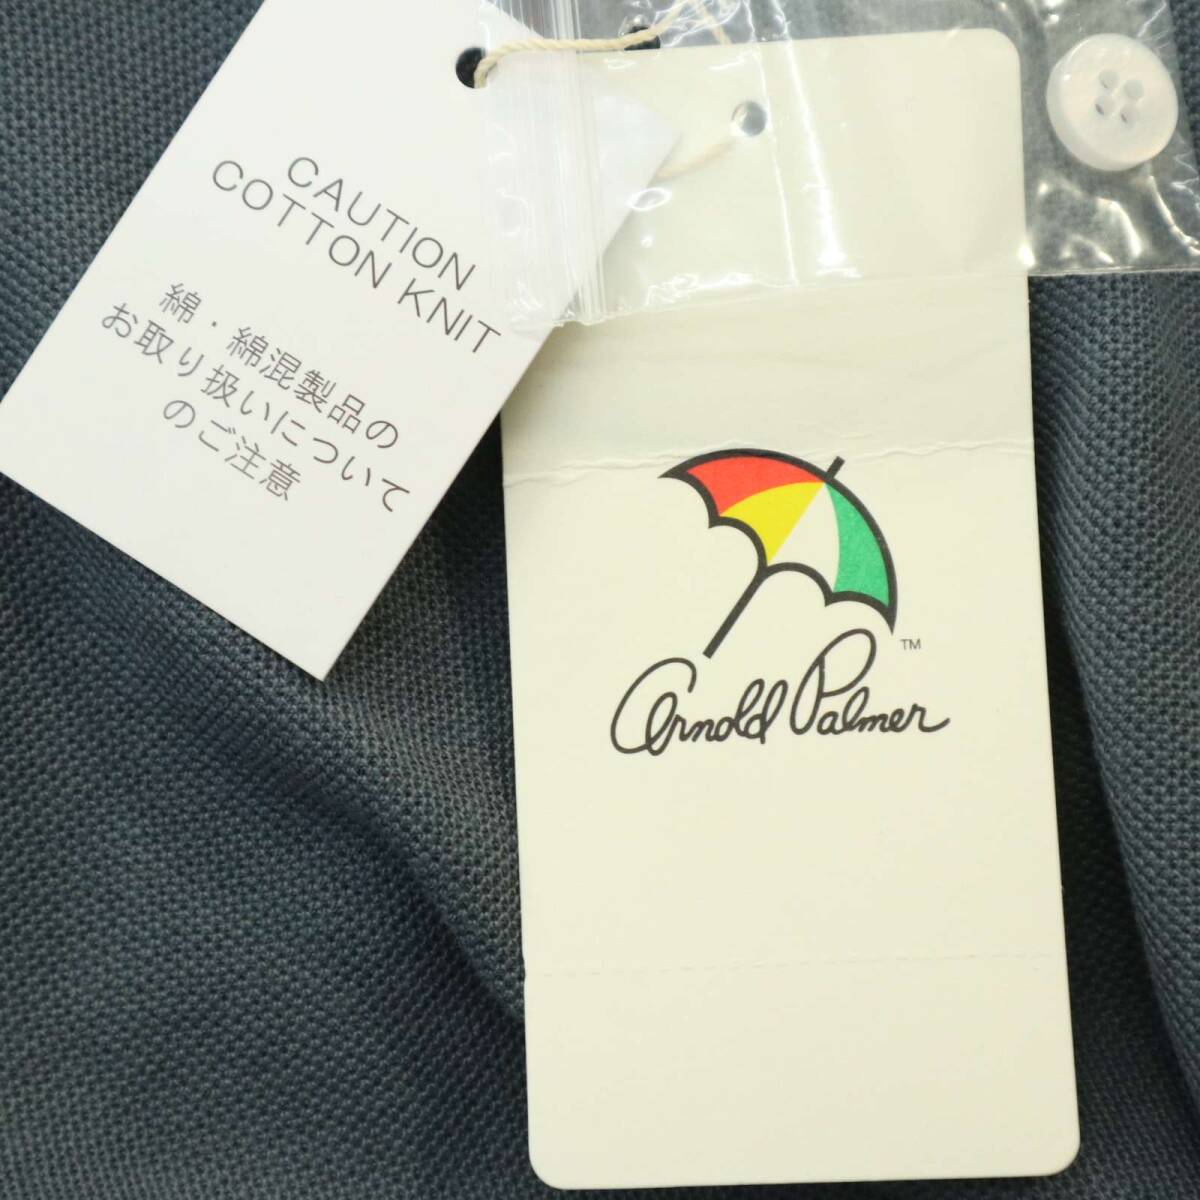 CAUTION
COTTON KNIT
綿・綿混製品の
お取り扱いについて
のご注意
Arnold Palmer
TM